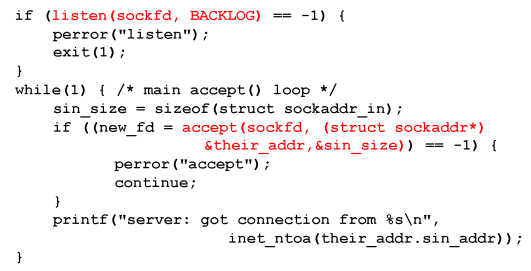 if (listen(sockfd, BACKLOG) == -1) {
perror("listen");
exit(1);
}
while(1) { /* main accept() loop */
sin_size = sizeof(struct sockaddr_in);
if ((new_fd = accept(sockfd, (struct sockaddr*)
&their_addr,&sin_size)) == -1) {
perror("accept");
continue;
}
printf("server: got connection from %s\n",
inet_ntoa(their_addr.sin_addr));
}